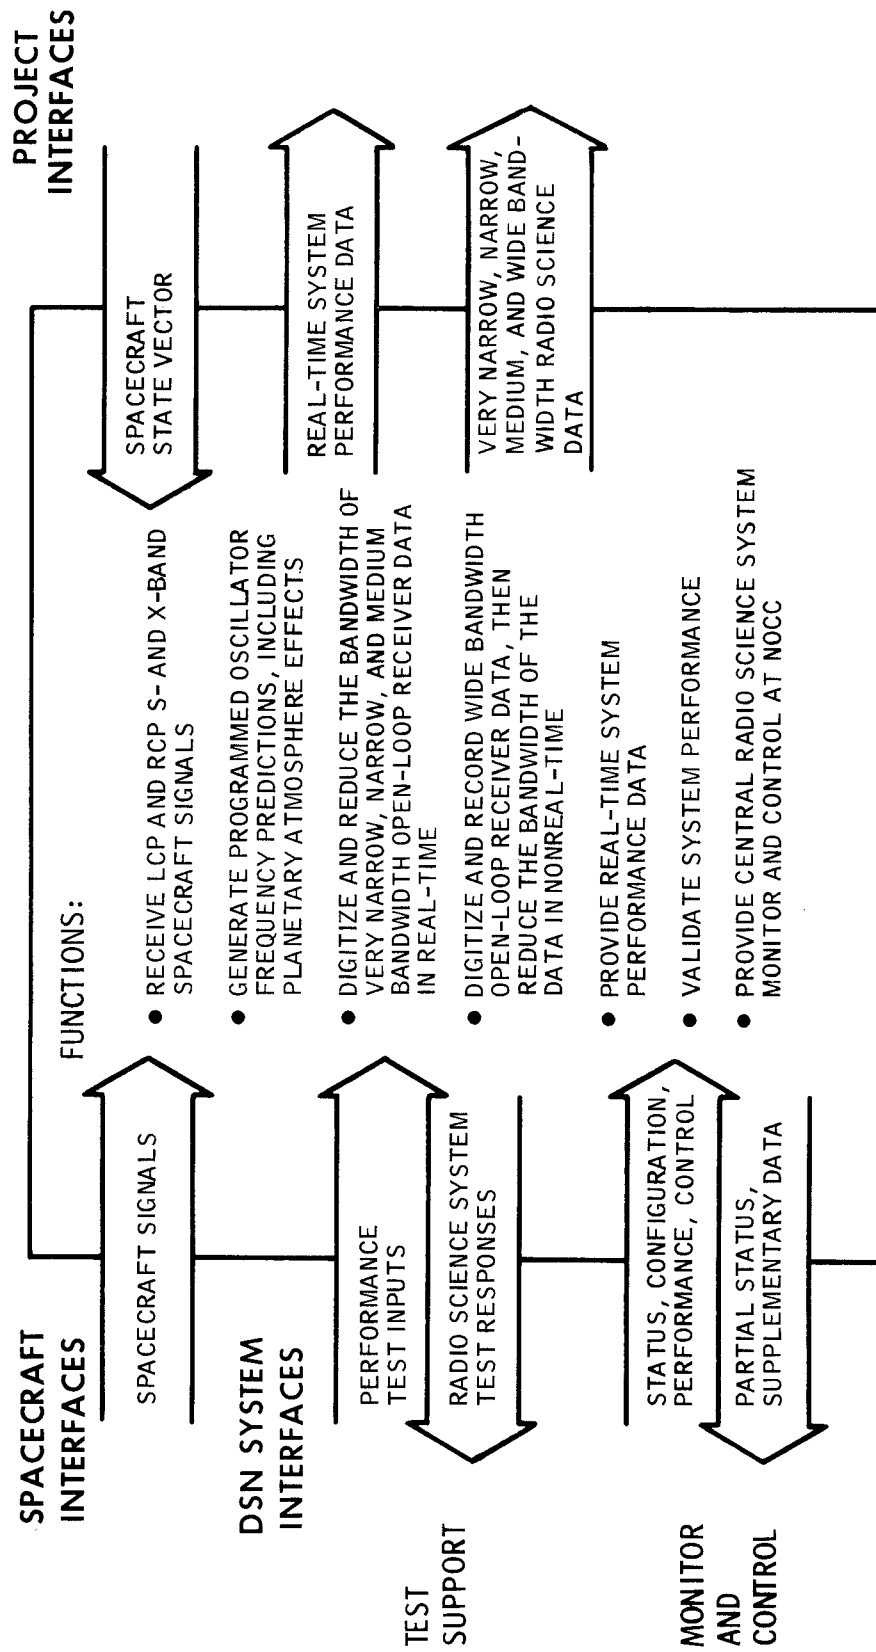 SPACECRAFT
INTERFACES
SPACECRAFT SIGNALS
DSN SYSTEM
INTERFACES
TEST
SUPPORT
PERFORMANCE
TEST INPUTS
RADIO SCIENCE SYSTEM
TEST RESPONSES
MONITOR
AND
CONTROL
STATUS, CONFIGURATION,
PERFORMANCE, CONTROL
PARTIAL STATUS,
SUPPLEMENTARY DATA
FUNCTIONS:
● RECEIVE LCP AND RCP S- AND X-BAND
SPACECRAFT SIGNALS
● GENERATE PROGRAMMED OSCILLATOR
FREQUENCY PREDICTIONS, INCLUDING
PLANETARY ATMOSPHERE EFFECTS
● DIGITIZE AND REDUCE THE BANDWIDTH OF
VERY NARROW, NARROW, AND MEDIUM
BANDWIDTH OPEN-LOOP RECEIVER DATA
IN REAL-TIME
● DIGITIZE AND RECORD WIDE BANDWIDTH
OPEN-LOOP RECEIVER DATA, THEN
REDUCE THE BANDWIDTH OF THE
DATA IN NONREAL-TIME
● PROVIDE REAL-TIME SYSTEM
PERFORMANCE DATA
● VALIDATE SYSTEM PERFORMANCE
● PROVIDE CENTRAL RADIO SCIENCE SYSTEM
MONITOR AND CONTROL AT NOCC
PROJECT
INTERFACES
SPACECRAFT
STATE VECTOR
REAL-TIME SYSTEM
PERFORMANCE DATA
VERY NARROW, NARROW,
MEDIUM, AND WIDE BAND-
WIDTH RADIO SCIENCE
DATA